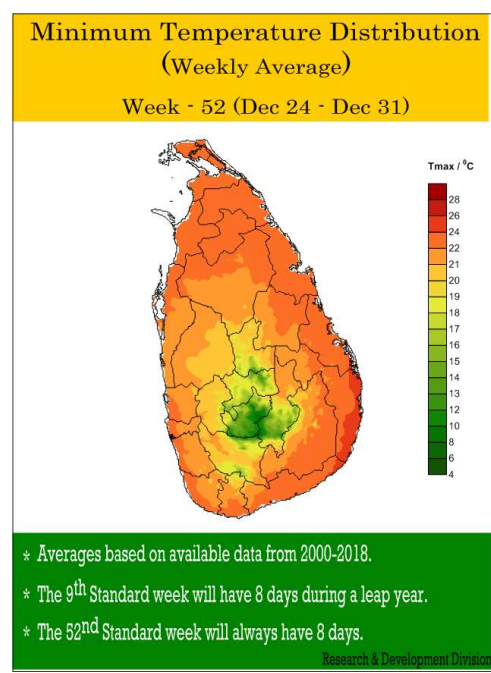 Minimum Temperature Distribution
(Weekly Average)
Week - 52 (Dec 24 - Dec 31)
Tmax / ⁰C
28
26
24
22
21
20
19
18
17
16
15
14
13
12
10
8
6
4
* Averages based on available data from 2000-2018.
* The 9th Standard week will have 8 days during a leap year.
* The 52nd Standard week will always have 8 days.
Research & Development Division